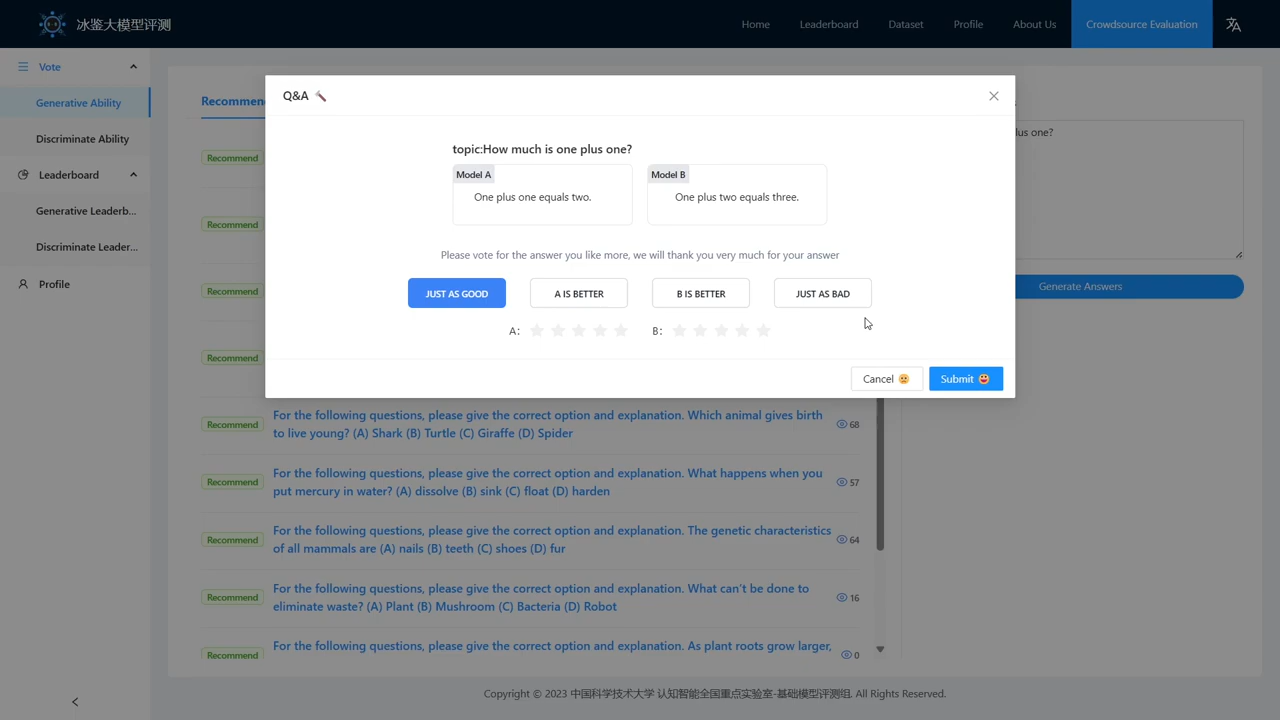 冰鉴大模型评测
Home
Leaderboard
Dataset
Profile
About Us
Crowdsource Evaluation
Vote
Generative Ability
Discriminate Ability
Leaderboard
Generative Leaderb...
Discriminate Leader...
Profile
Recommen
Q&A
topic:How much is one plus one?
Model A
One plus one equals two.
Model B
One plus two equals three.
Please vote for the answer you like more, we will thank you very much for your answer
JUST AS GOOD
A IS BETTER
B IS BETTER
JUST AS BAD
A:
B:
Cancel
Submit
lus one?
Generate Answers
Recommend
Recommend
Recommend
Recommend
Recommend
For the following questions, please give the correct option and explanation. Which animal gives birth
to live young? (A) Shark (B) Turtle (C) Giraffe (D) Spider
68
Recommend
For the following questions, please give the correct option and explanation. What happens when you
put mercury in water? (A) dissolve (B) sink (C) float (D) harden
57
Recommend
For the following questions, please give the correct option and explanation. The genetic characteristics
of all mammals are (A) nails (B) teeth (C) shoes (D) fur
64
Recommend
For the following questions, please give the correct option and explanation. What can't be done to
eliminate waste? (A) Plant (B) Mushroom (C) Bacteria (D) Robot
16
Recommend
For the following questions, please give the correct option and explanation. As plant roots grow larger,
0
Copyright © 2023 中国科学技术大学 认知智能全国重点实验室-基础模型评测组. All Rights Reserved.